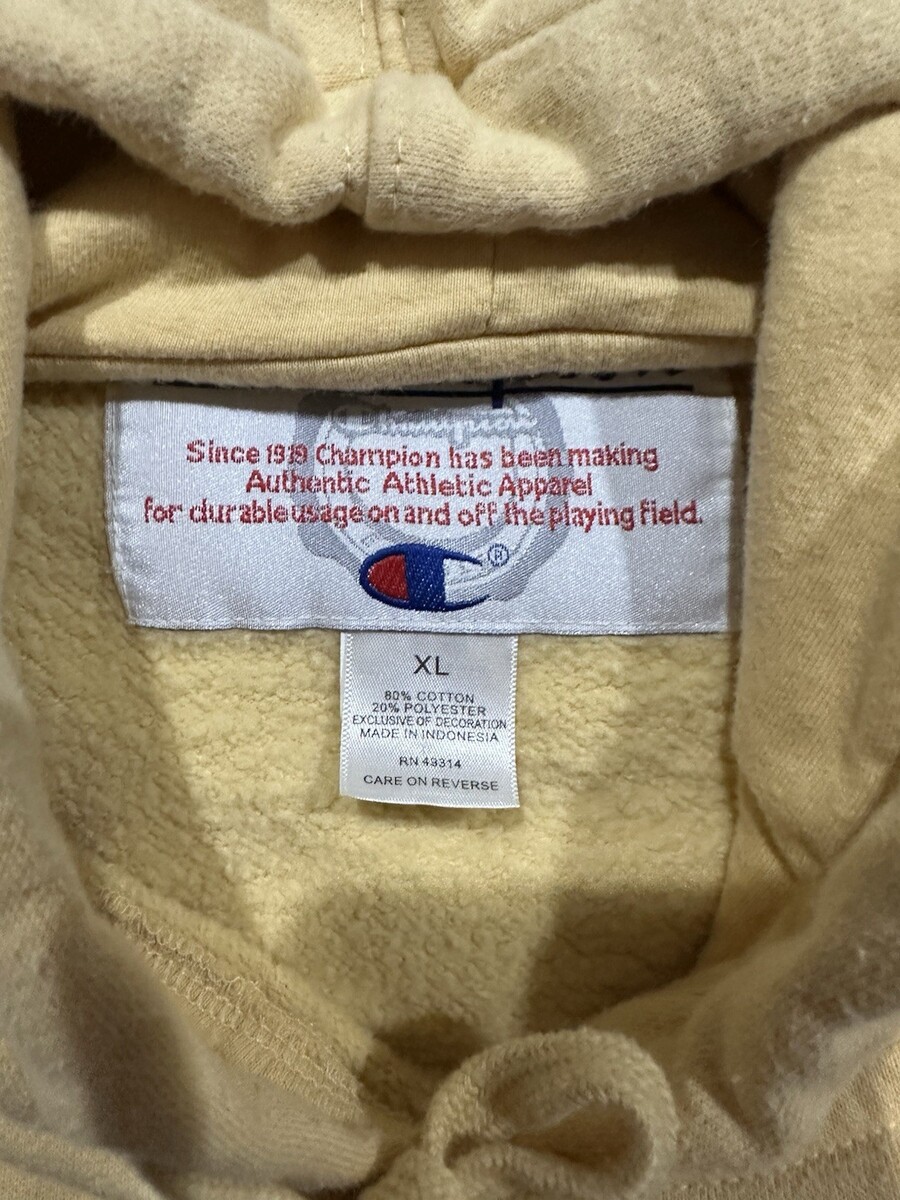 Champion
Since 1919 Champion has been making
Authentic Athletic Apparel
for durable usage on and off the playing field.
®
XL
80% COTTON
20% POLYESTER
EXCLUSIVE OF DECORATION
MADE IN INDONESIA
RN 43314
CARE ON REVERSE